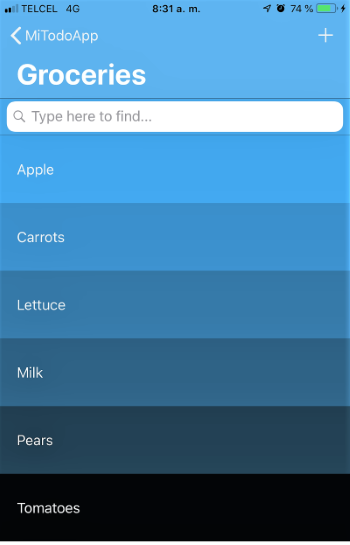 TELCEL 4G 8:31 a. m. 74 %
MiTodoApp
Groceries
Type here to find...
Apple
Carrots
Lettuce
Milk
Pears
Tomatoes